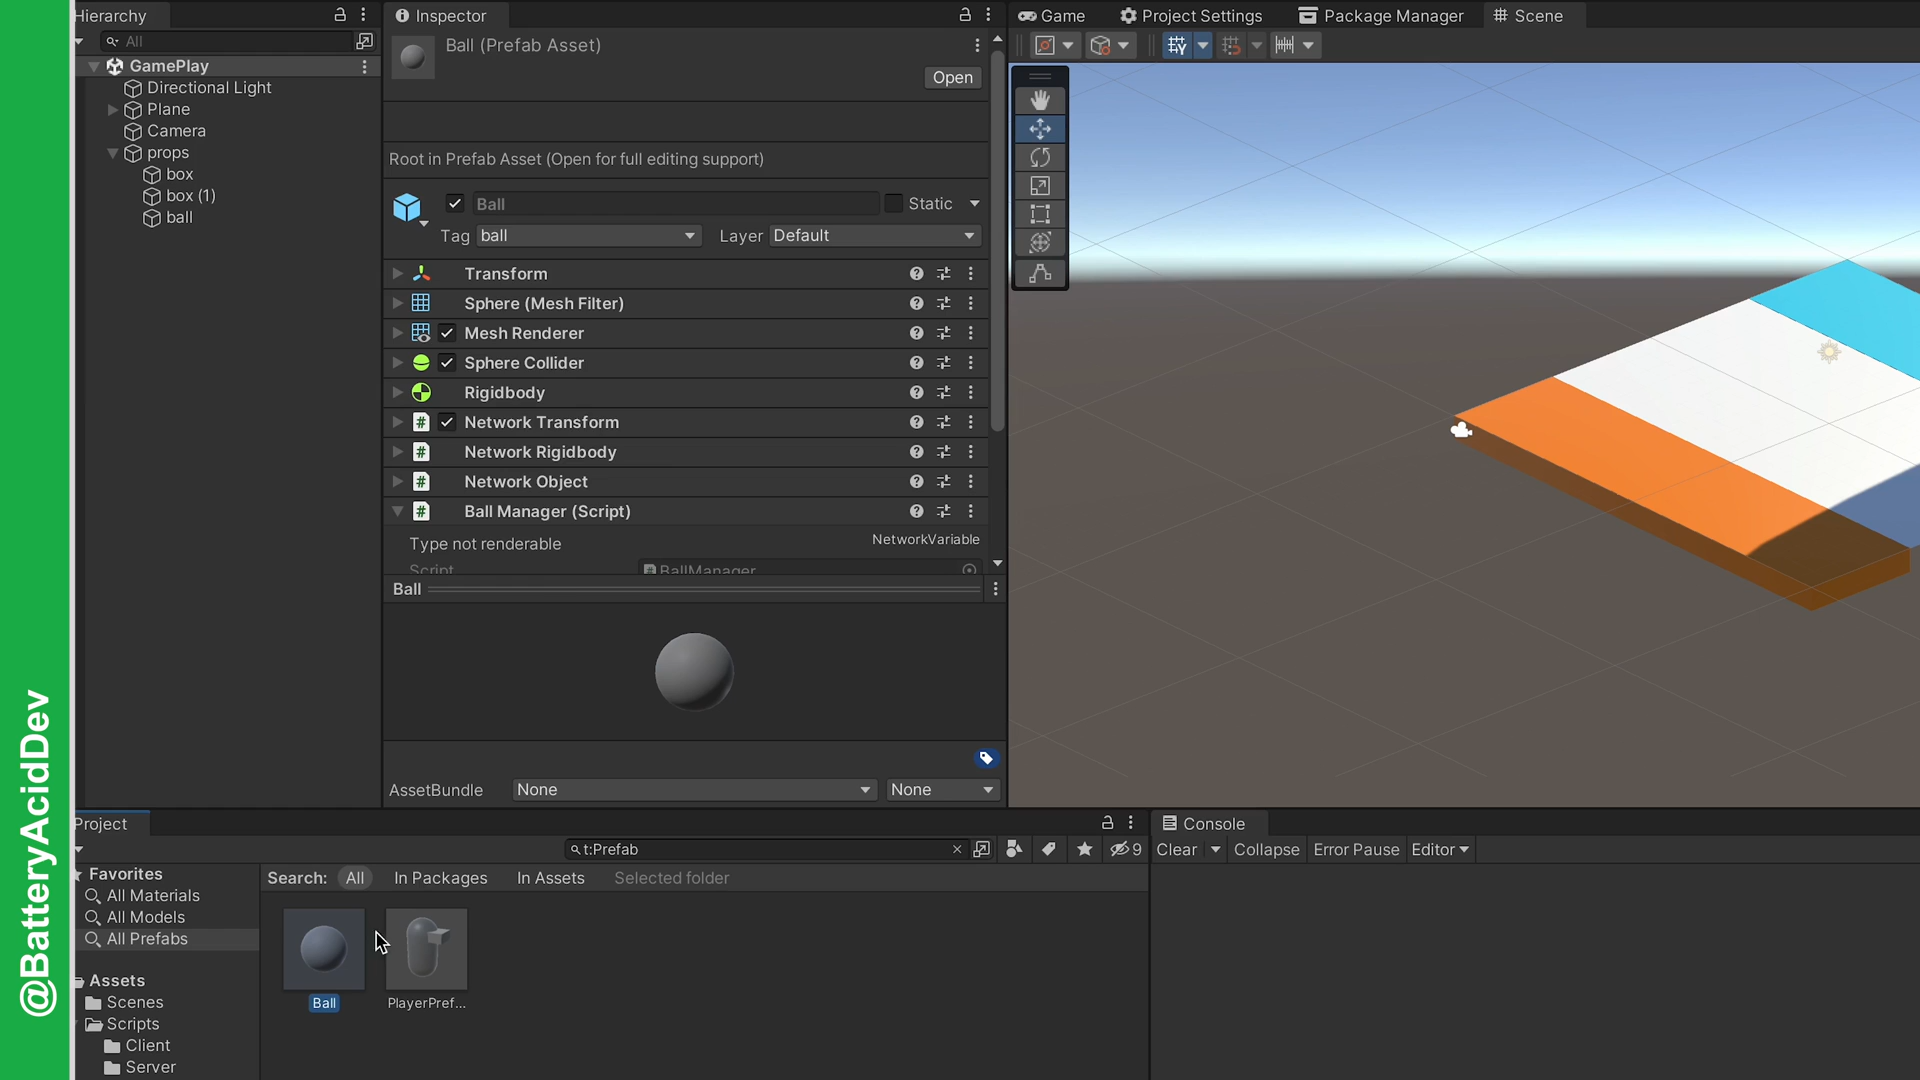 @BatteryAcidDev
Hierarchy
All
GamePlay
Directional Light
Plane
Camera
props
box
box (1)
ball
Inspector
Ball (Prefab Asset)
Open
Root in Prefab Asset (Open for full editing support)
Ball
Static
Tag ball Layer Default
Transform
Sphere (Mesh Filter)
Mesh Renderer
Sphere Collider
Rigidbody
Network Transform
Network Rigidbody
Network Object
Ball Manager (Script)
Type not renderable NetworkVariable
Script BallManager
Ball
AssetBundle None None
Game Project Settings Package Manager Scene
Project
t:Prefab
9
Favorites
All Materials
All Models
All Prefabs
Assets
Scenes
Scripts
Client
Server
Search: All In Packages In Assets Selected folder
Ball
PlayerPref...
Console
Clear Collapse Error Pause Editor